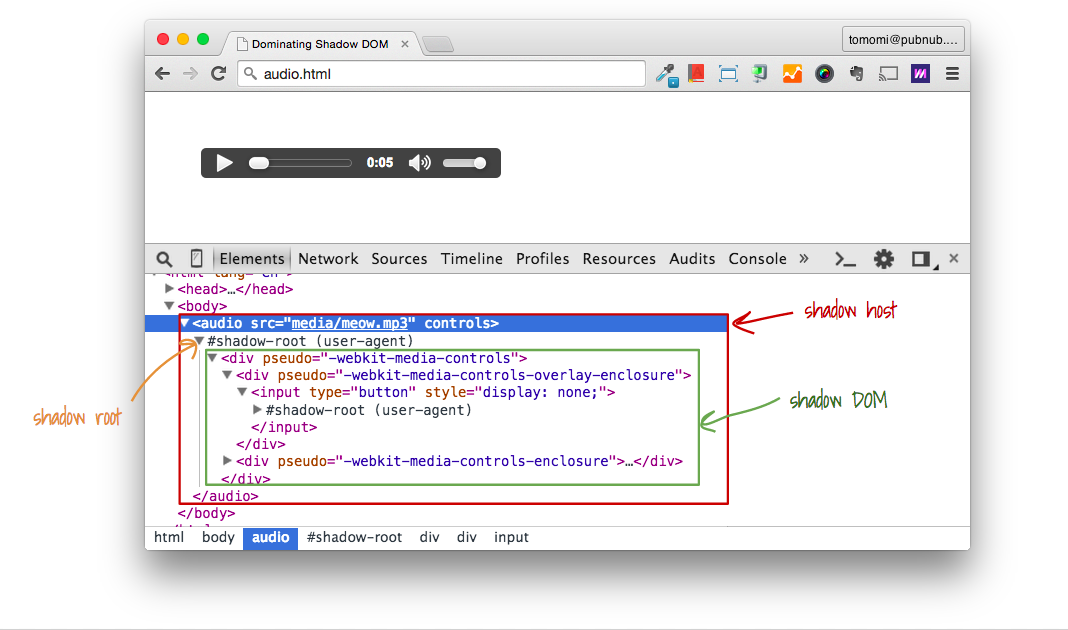 Dominating Shadow DOM
tomomi@pubnub....
audio.html
0:05
Elements Network Sources Timeline Profiles Resources Audits Console »
<html lang="en">
<head>…</head>
<body>
<audio src="media/meow.mp3" controls>
shadow host
#shadow-root (user-agent)
<div pseudo="-webkit-media-controls">
<div pseudo="-webkit-media-controls-overlay-enclosure">
<input type="button" style="display: none;">
shadow DOM
#shadow-root (user-agent)
shadow root
</input>
</div>
<div pseudo="-webkit-media-controls-enclosure">…</div>
</div>
</audio>
</body>
html body audio #shadow-root div div input